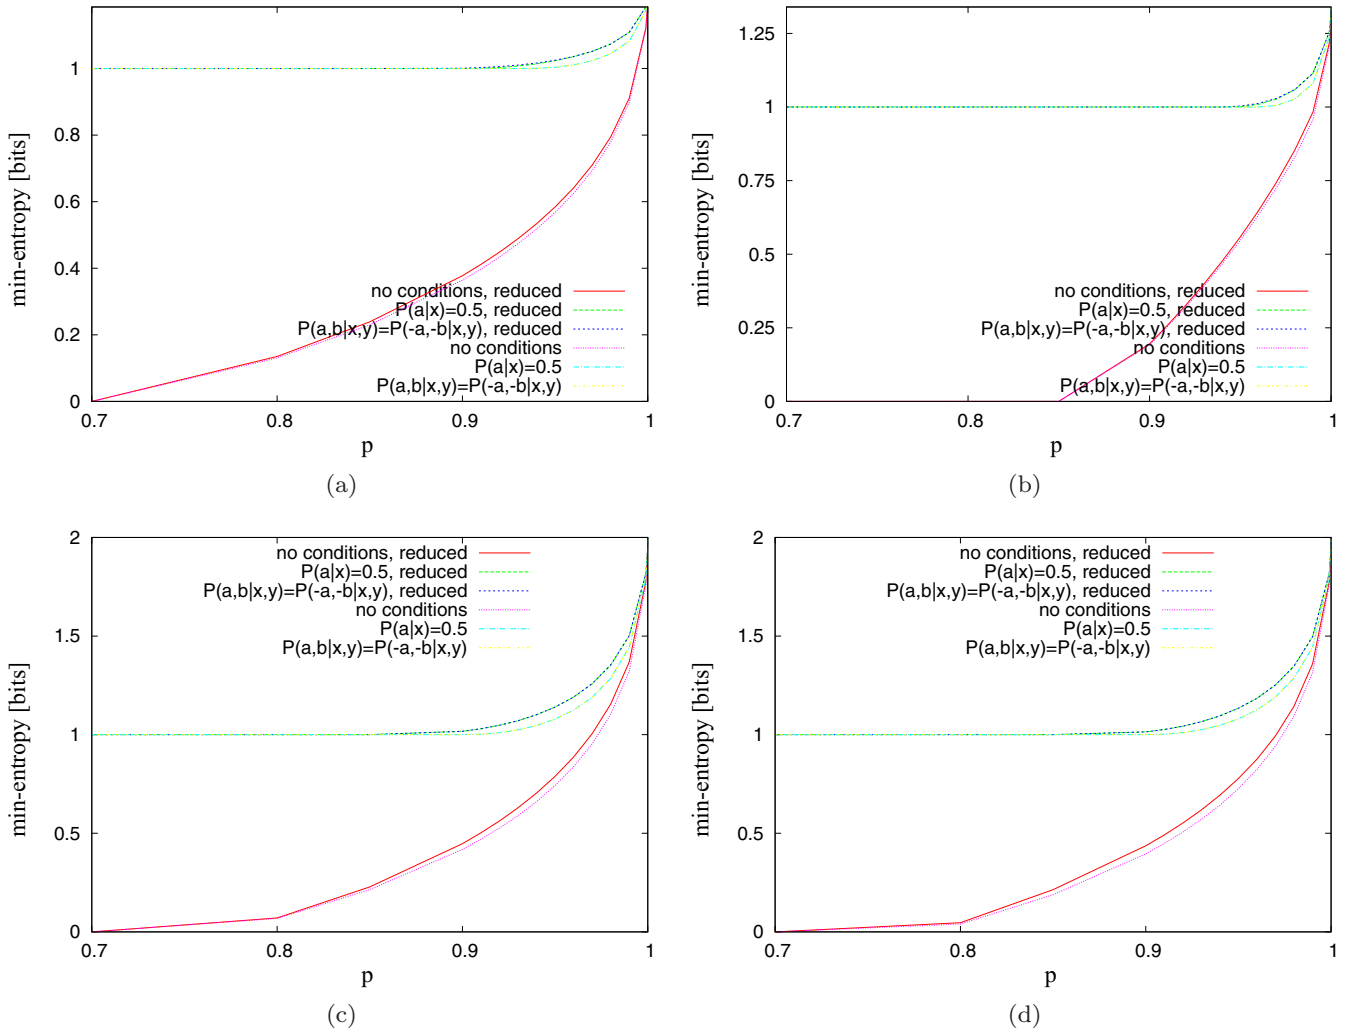 1
0.8
0.6
0.4
0.2
0
min-entropy [bits]
no conditions, reduced
P(a|x)=0.5, reduced
P(a,b|x,y)=P(-a,-b|x,y), reduced
no conditions
P(a|x)=0.5
P(a,b|x,y)=P(-a,-b|x,y)
0.7 0.8 0.9 1
p
(a)
1.25
1
0.75
0.5
0.25
0
min-entropy [bits]
no conditions, reduced
P(a|x)=0.5, reduced
P(a,b|x,y)=P(-a,-b|x,y), reduced
no conditions
P(a|x)=0.5
P(a,b|x,y)=P(-a,-b|x,y)
0.7 0.8 0.9 1
p
(b)
2
1.5
1
0.5
0
min-entropy [bits]
no conditions, reduced
P(a|x)=0.5, reduced
P(a,b|x,y)=P(-a,-b|x,y), reduced
no conditions
P(a|x)=0.5
P(a,b|x,y)=P(-a,-b|x,y)
0.7 0.8 0.9 1
p
(c)
2
1.5
1
0.5
0
min-entropy [bits]
no conditions, reduced
P(a|x)=0.5, reduced
P(a,b|x,y)=P(-a,-b|x,y), reduced
no conditions
P(a|x)=0.5
P(a,b|x,y)=P(-a,-b|x,y)
0.7 0.8 0.9 1
p
(d)